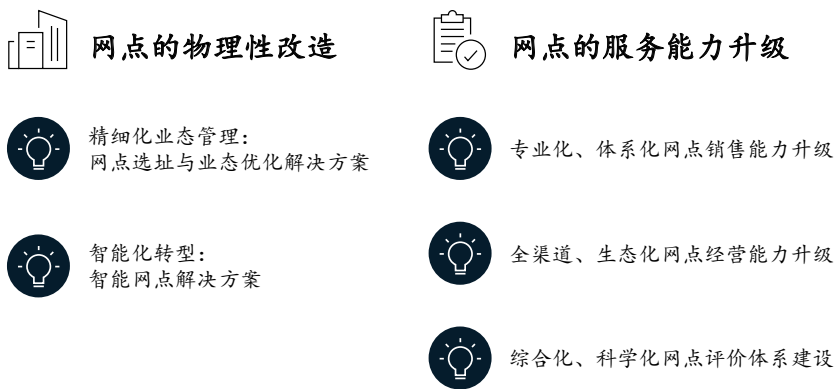 网点的物理性改造
精细化业态管理：
网点选址与业态优化解决方案
智能化转型：
智能网点解决方案
网点的服务能力升级
专业化、体系化网点销售能力升级
全渠道、生态化网点经营能力升级
综合化、科学化网点评价体系建设